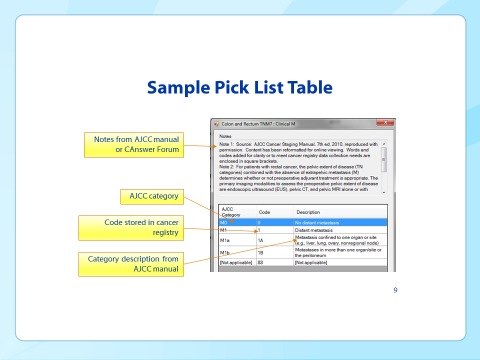 Sample Pick List Table
Notes from AJCC manual
or CAnswer Forum
AJCC category
Code stored in cancer
registry
Category description from
AJCC manual
Colon and Rectum TNM7 - Clinical M
Notes
Note 1: Source: AJCC Cancer Staging Manual, 7th ed. 2010, reproduced with
permission. Content has been reformatted for online viewing. Words and
codes added for clarity or to meet cancer registry data collection needs are
enclosed in square brackets.
Note 2: For patients with rectal cancer, the pelvic extent of disease (TN
categories) combined with the absence of extrapelvic metastasis (M)
determine whether or not preoperative adjuvant treatment is appropriate. The
primary imaging modalities to assess the preoperative pelvic extent of disease
are endoscopic ultrasound (EUS), pelvic CT, and pelvic MRI alone or with
AJCC
Category Code Description
M0 0 No distant metastasis
M1 1 Distant metastasis
M1a 1A Metastasis confined to one organ or site
(e.g., liver, lung, ovary, nonregional node)
M1b 1B Metastases in more than one organ/site or
the peritoneum
[Not applicable] 88 [Not applicable]
9